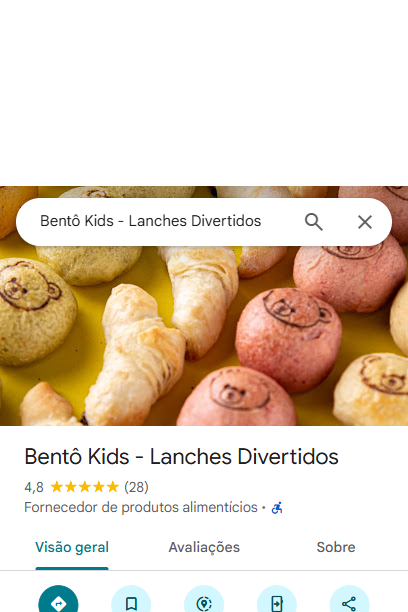 Bentô Kids - Lanches Divertidos
Bentô Kids - Lanches Divertidos
4,8 (28)
Fornecedor de produtos alimentícios ·
Visão geral Avaliações Sobre